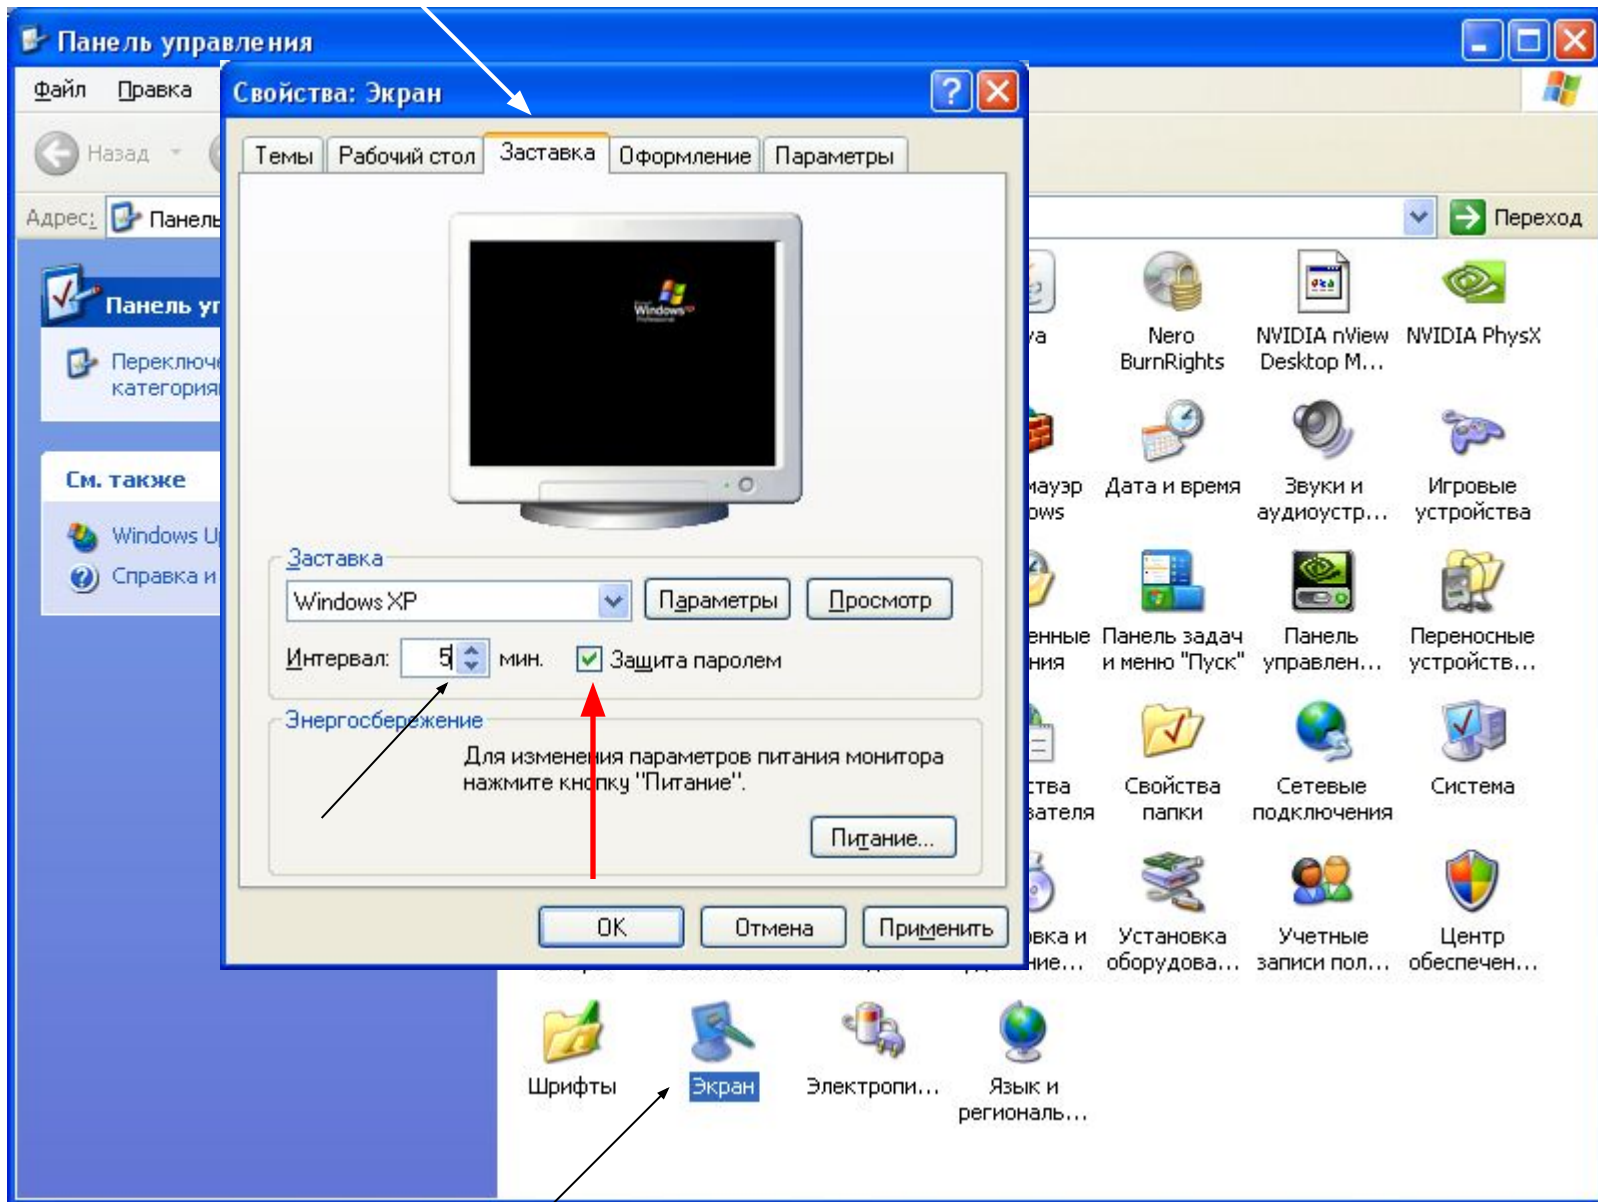 Панель управления
Файл Правка
Свойства: Экран
Назад
Темы Рабочий стол Заставка Оформление Параметры
Адрес: Панель
Переход
Windows
Панель
Переключе
категория
См. также
Windows U
Справка и
Заставка
Windows XP Параметры Просмотр
Интервал: 5 мин. Защита паролем
Энергосбережение
Для изменения параметров питания монитора
нажмите кнопку "Питание".
Питание...
OK Отмена Применить
Nero
BurnRights
NVIDIA nView
Desktop M...
NVIDIA PhysX
Дата и время
Звуки и
аудиоустр...
Игровые
устройства
Панель задач
и меню "Пуск"
Панель
управлен...
Переносные
устройств...
Свойства
папки
Сетевые
подключения
Система
Установка
оборудова...
Учетные
записи пол...
Центр
обеспечен...
Шрифты
Экран
Электропи...
Язык и
региональ...